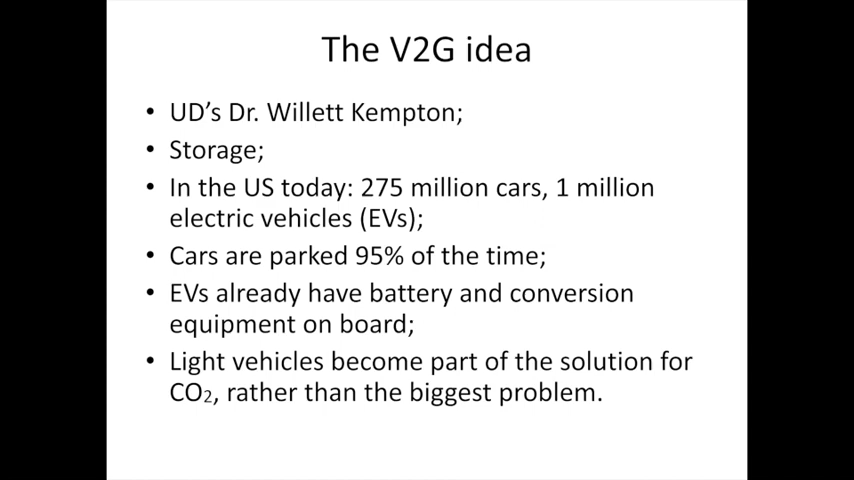 The V2G idea
• UD's Dr. Willett Kempton;
• Storage;
• In the US today: 275 million cars, 1 million
electric vehicles (EVs);
• Cars are parked 95% of the time;
• EVs already have battery and conversion
equipment on board;
• Light vehicles become part of the solution for
CO₂, rather than the biggest problem.